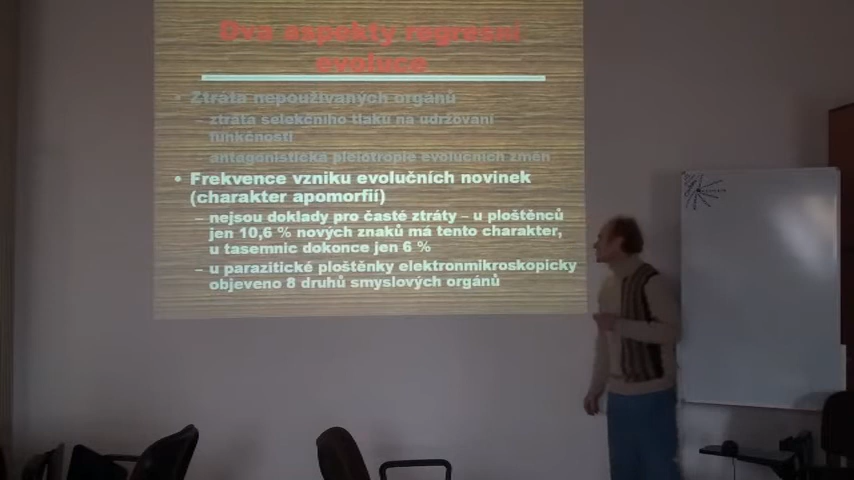 Dva aspekty regresní
evoluce
• Ztráta nepoužívaných orgánů
– ztráta selekčního tlaku na udržování
funkčnosti
– antagonistická pleiotropie evolučních změn
• Frekvence vzniku evolučních novinek
(charakter apomorfií)
– nejsou doklady pro časté ztráty – u ploštěnců
jen 10,6 % nových znaků má tento charakter,
u tasemnic dokonce jen 6 %
– u parazitické ploštěnky elektronmikroskopicky
objeveno 8 druhů smyslových orgánů